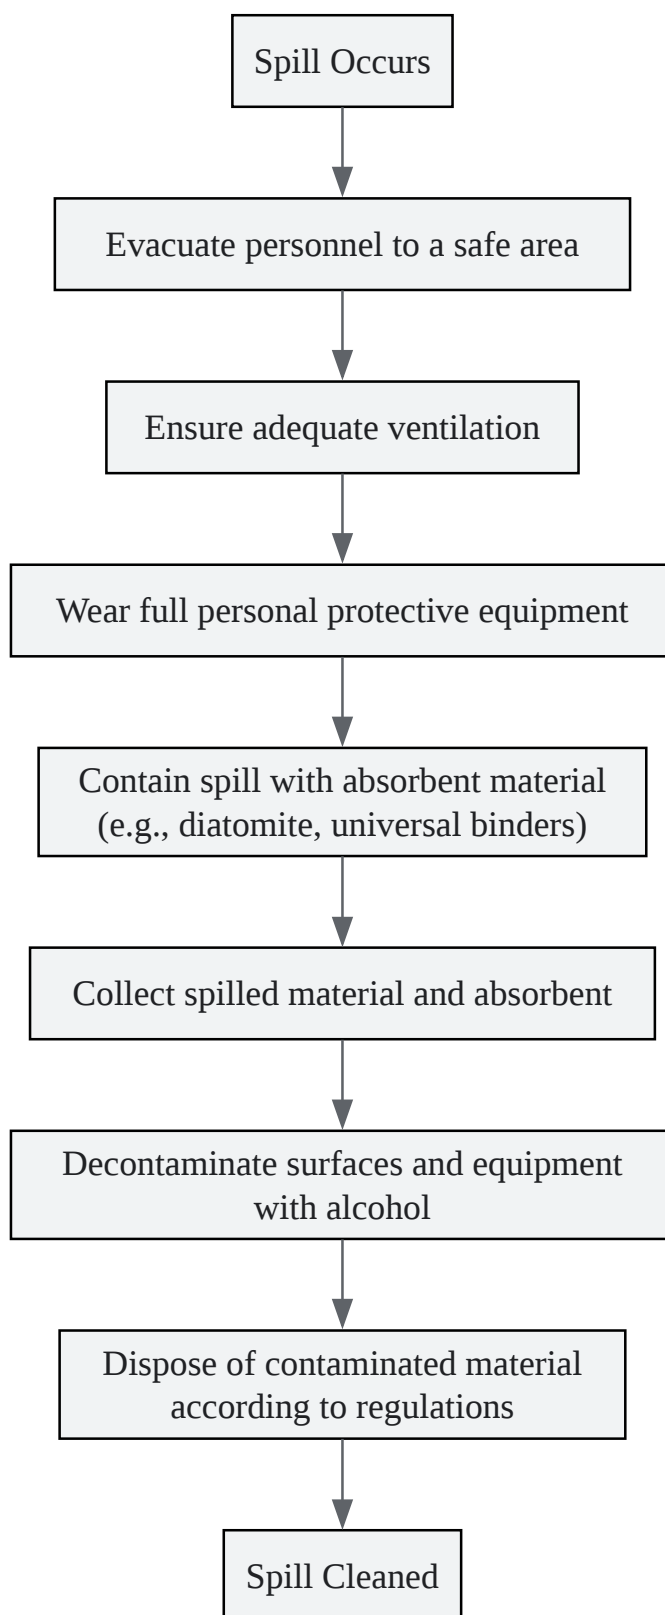 Spill Occurs
Evacuate personnel to a safe area
Ensure adequate ventilation
Wear full personal protective equipment
Contain spill with absorbent material
(e.g., diatomite, universal binders)
Collect spilled material and absorbent
Decontaminate surfaces and equipment
with alcohol
Dispose of contaminated material
according to regulations
Spill Cleaned